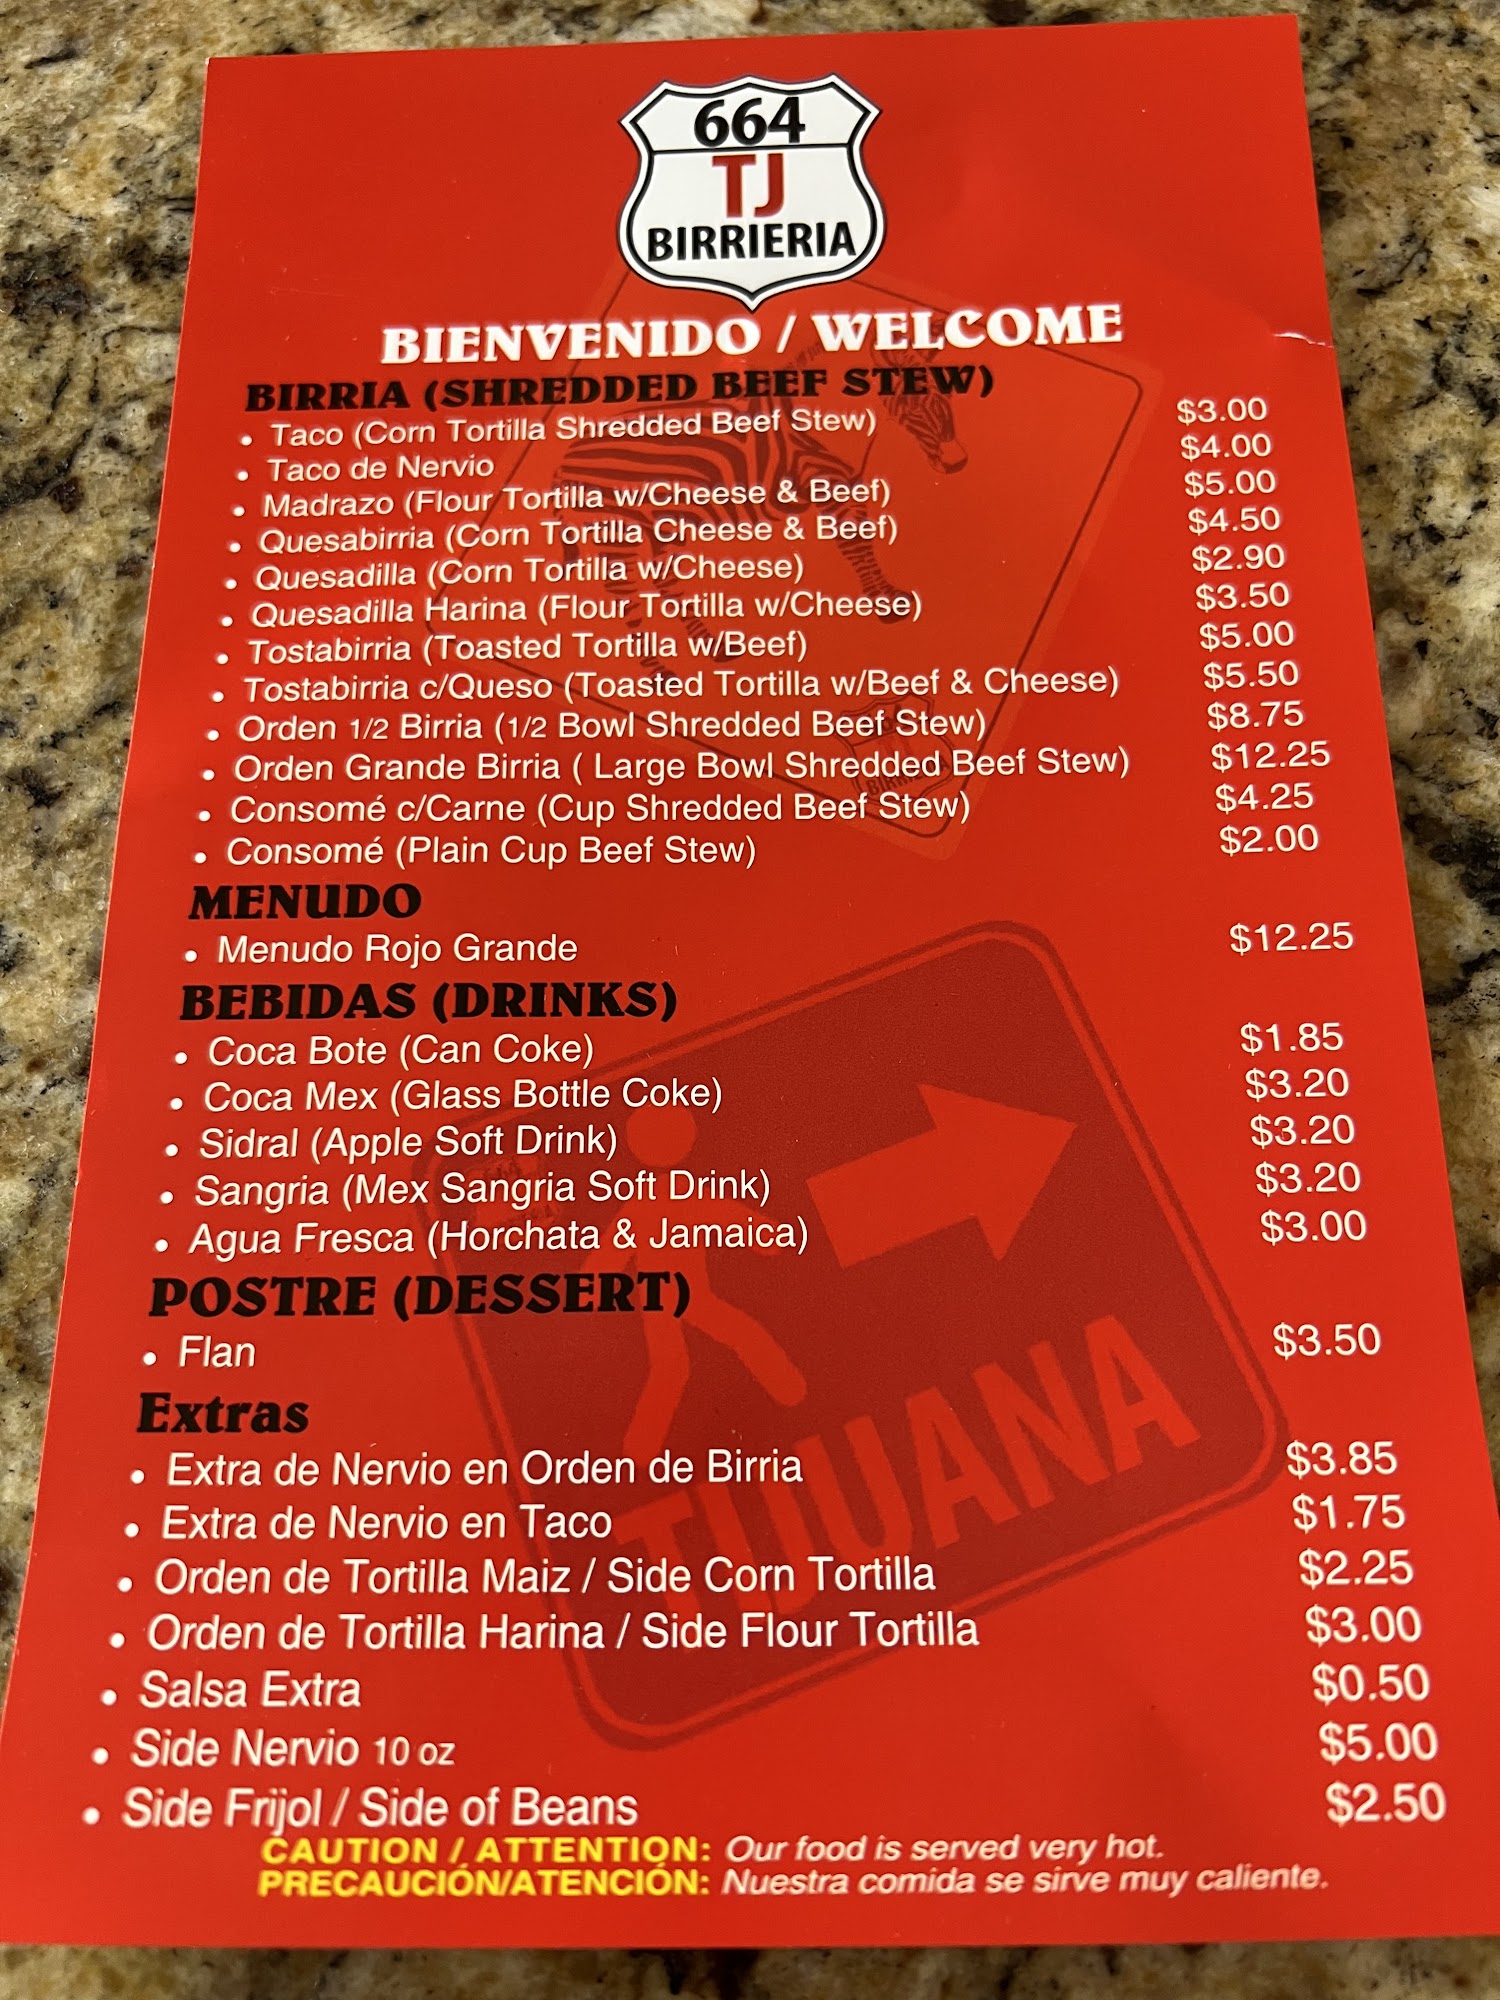 664
TJ
BIRRIERIA
BIENVENIDO / WELCOME
BIRRIA (SHREDDED BEEF STEW)
• Taco (Corn Tortilla Shredded Beef Stew) $3.00
• Taco de Nervio $4.00
• Madrazo (Flour Tortilla w/Cheese & Beef) $5.00
• Quesabirria (Corn Tortilla Cheese & Beef) $4.50
• Quesadilla (Corn Tortilla w/Cheese) $2.90
• Quesadilla Harina (Flour Tortilla w/Cheese) $3.50
• Tostabirria (Toasted Tortilla w/Beef) $5.00
• Tostabirria c/Queso (Toasted Tortilla w/Beef & Cheese) $5.50
• Orden 1/2 Birria (1/2 Bowl Shredded Beef Stew) $8.75
• Orden Grande Birria ( Large Bowl Shredded Beef Stew) $12.25
• Consomé c/Carne (Cup Shredded Beef Stew) $4.25
• Consomé (Plain Cup Beef Stew) $2.00
MENUDO
• Menudo Rojo Grande $12.25
BEBIDAS (DRINKS)
• Coca Bote (Can Coke) $1.85
• Coca Mex (Glass Bottle Coke) $3.20
• Sidral (Apple Soft Drink) $3.20
• Sangria (Mex Sangria Soft Drink) $3.20
• Agua Fresca (Horchata & Jamaica) $3.00
POSTRE (DESSERT)
• Flan $3.50
Extras
• Extra de Nervio en Orden de Birria $3.85
• Extra de Nervio en Taco $1.75
TIJUANA
• Orden de Tortilla Maiz / Side Corn Tortilla $2.25
• Orden de Tortilla Harina / Side Flour Tortilla $3.00
• Salsa Extra $0.50
• Side Nervio 10 oz $5.00
• Side Frijol / Side of Beans $2.50
CAUTION / ATTENTION: Our food is served very hot.
PRECAUCIÓN/ATENCIÓN: Nuestra comida se sirve muy caliente.